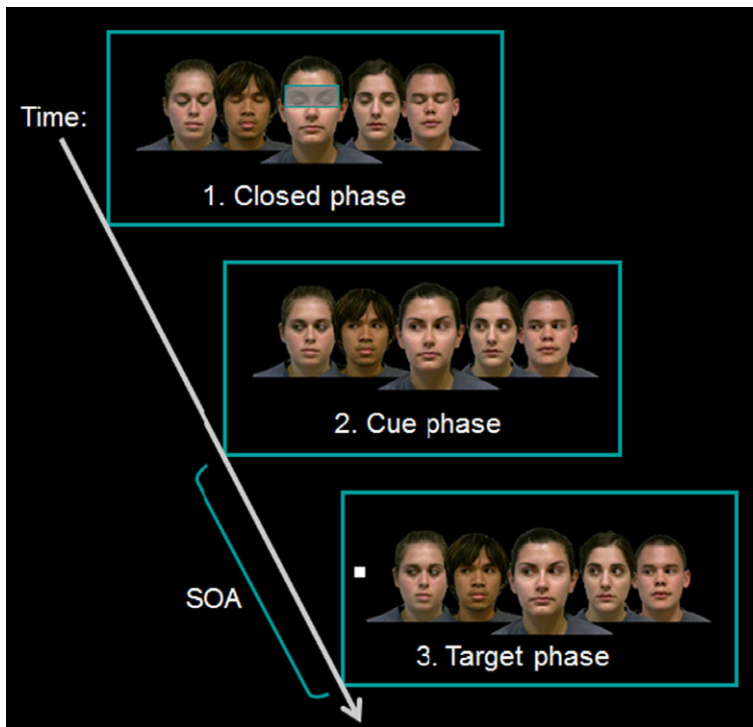 Time:
1. Closed phase
2. Cue phase
SOA
3. Target phase